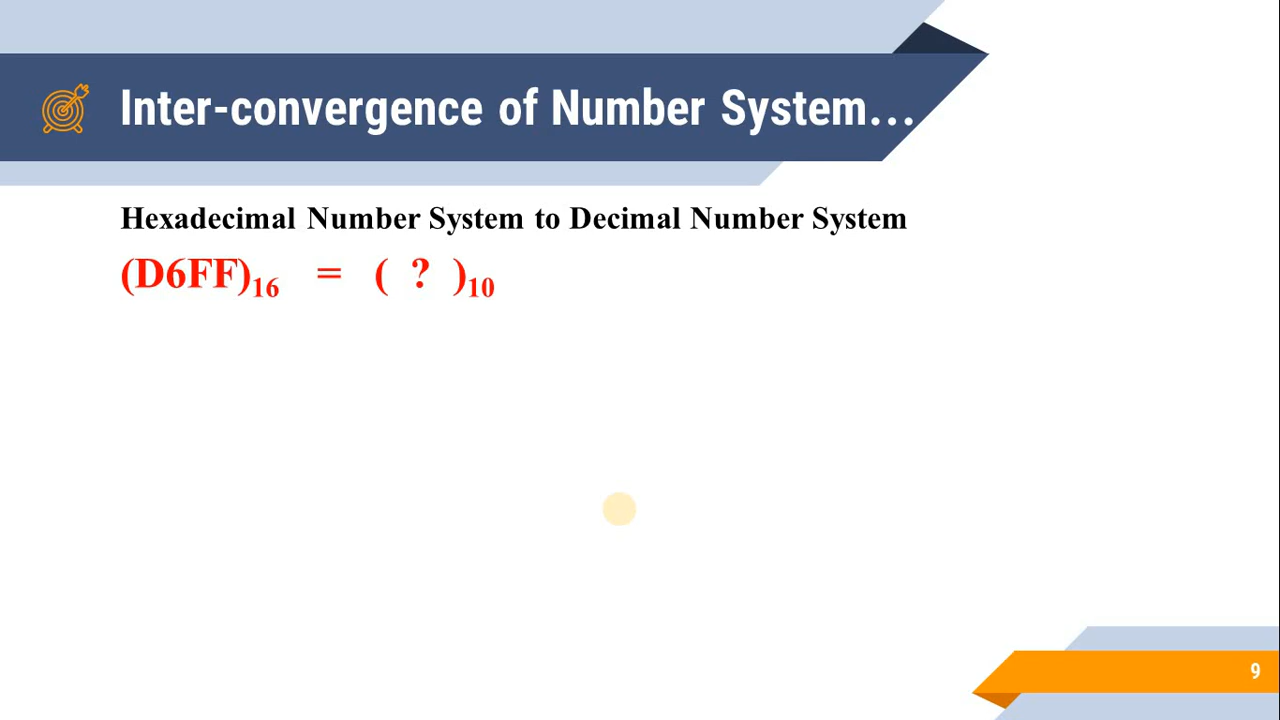 Inter-convergence of Number System...
Hexadecimal Number System to Decimal Number System
(D6FF)₁₆ = ( ? )₁₀
9